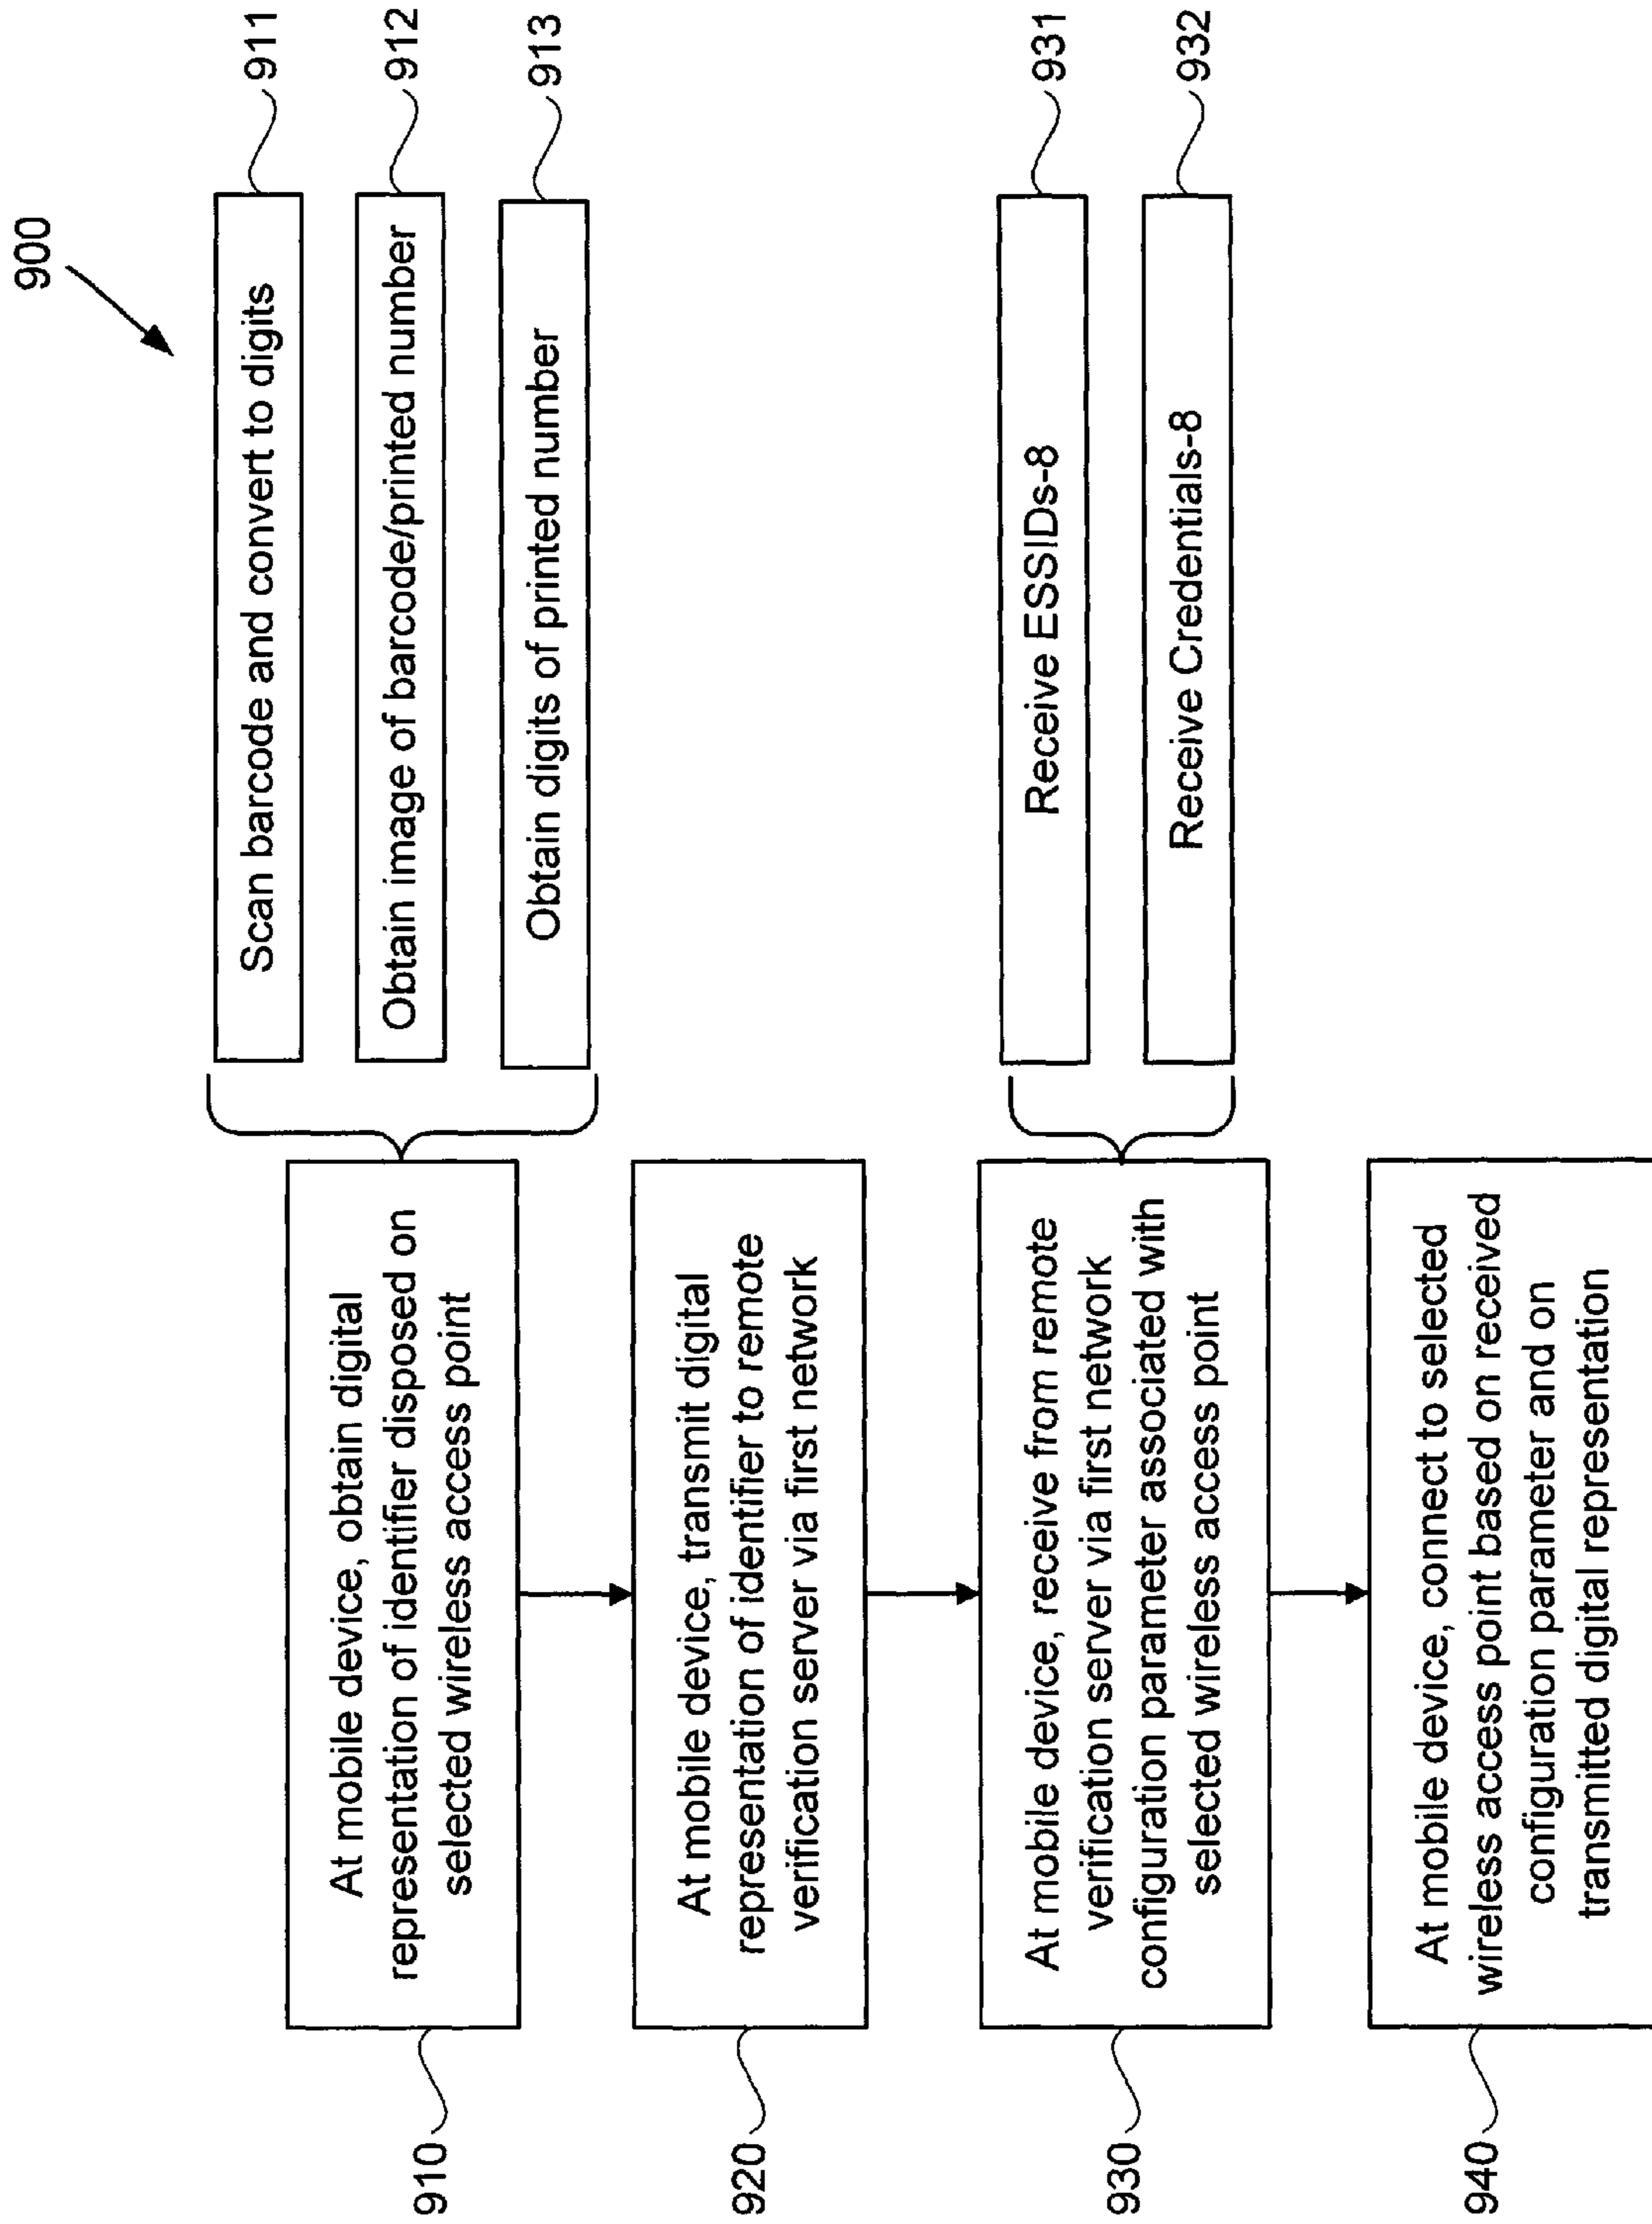 900
910
At mobile device, obtain digital
representation of identifier disposed on
selected wireless access point
Scan barcode and convert to digits
911
Obtain image of barcode/printed number
912
Obtain digits of printed number
913
920
At mobile device, transmit digital
representation of identifier to remote
verification server via first network
930
At mobile device, receive from remote
verification server via first network
configuration parameter associated with
selected wireless access point
Receive ESSIDs-8
931
Receive Credentials-8
932
940
At mobile device, connect to selected
wireless access point based on received
configuration parameter and on
transmitted digital representation